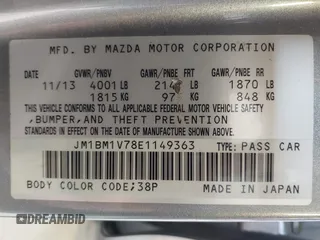 MFD. BY MAZDA MOTOR CORPORATION
GVWR/PNBV GAWR/PNBE FRT GAWR/PNBE RR
11/13 4001 LB LB 1870 LB
1815 KG KG 848 KG
THIS VEHICLE CONFORMS TO ALL APPLICABLE FEDERAL MOTOR VEHICLE SAFETY
,BUMPER,AND THEFT PREVENTION
STANDARDS IN EFFECT ON THE DATE OF MANUFACTURE SHOWN ABOVE.
JM1BM1V78E1149363 TYPE: PASS CAR
BODY COLOR CODE;38P MADE IN JAPAN
DREAMBID